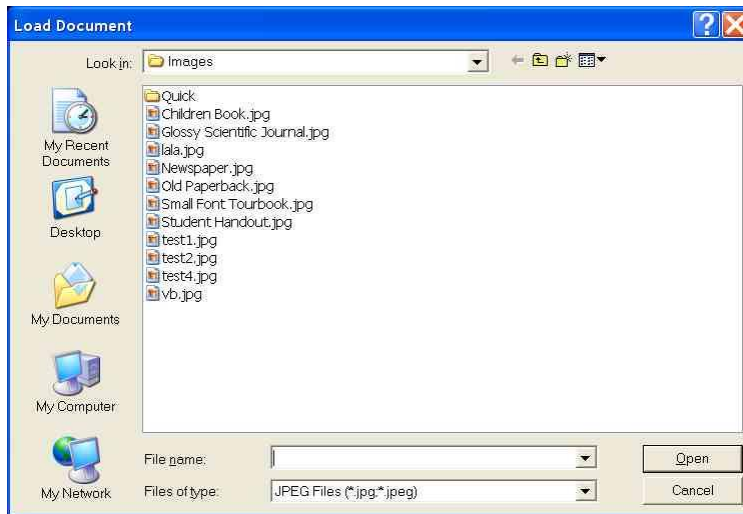 Load Document
Look in: Images
My Recent
Documents
Desktop
My Documents
My Computer
My Network
Quick
Children Book.jpg
Glossy Scientific Journal.jpg
lala.jpg
Newspaper.jpg
Old Paperback.jpg
Small Font Tourbook.jpg
Student Handout.jpg
test1.jpg
test2.jpg
test4.jpg
vb.jpg
File name: Open
Files of type: JPEG Files (*.jpg;*.jpeg) Cancel